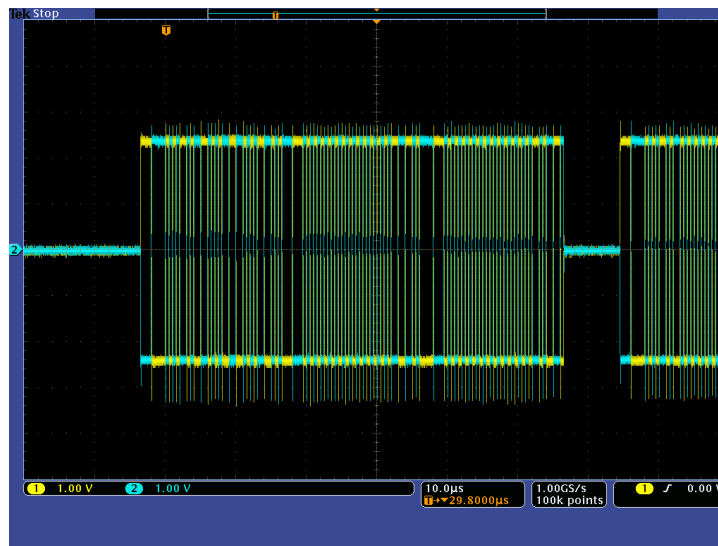 Tek Stop
T
T
2
1 1.00 V 2 1.00 V
10.0µs
T→▼29.8000µs
1.00GS/s
100k points
1 0.00 V